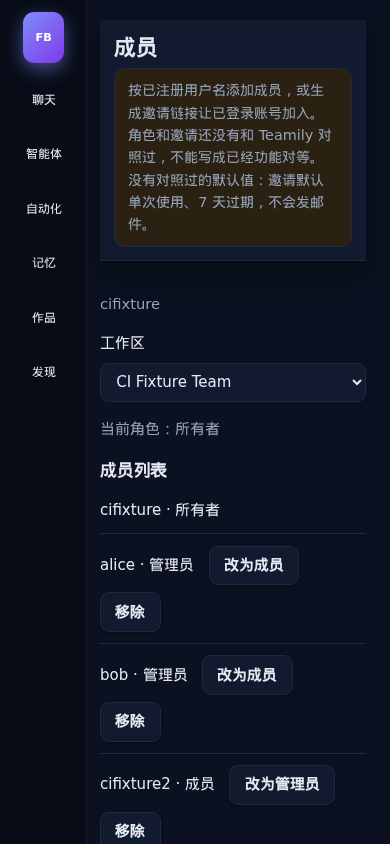 FB
聊天
智能体
自动化
记忆
作品
发现
成员
按已注册用户名添加成员，或生
成邀请链接让已登录账号加入。
角色和邀请还没有和 Teamily 对
照过，不能写成已经功能对等。
没有对照过的默认值：邀请默认
单次使用、7 天过期，不会发邮
件。
cifixture
工作区
CI Fixture Team
当前角色：所有者
成员列表
cifixture · 所有者
alice · 管理员 改为成员
移除
bob · 管理员 改为成员
移除
cifixture2 · 成员 改为管理员
移除